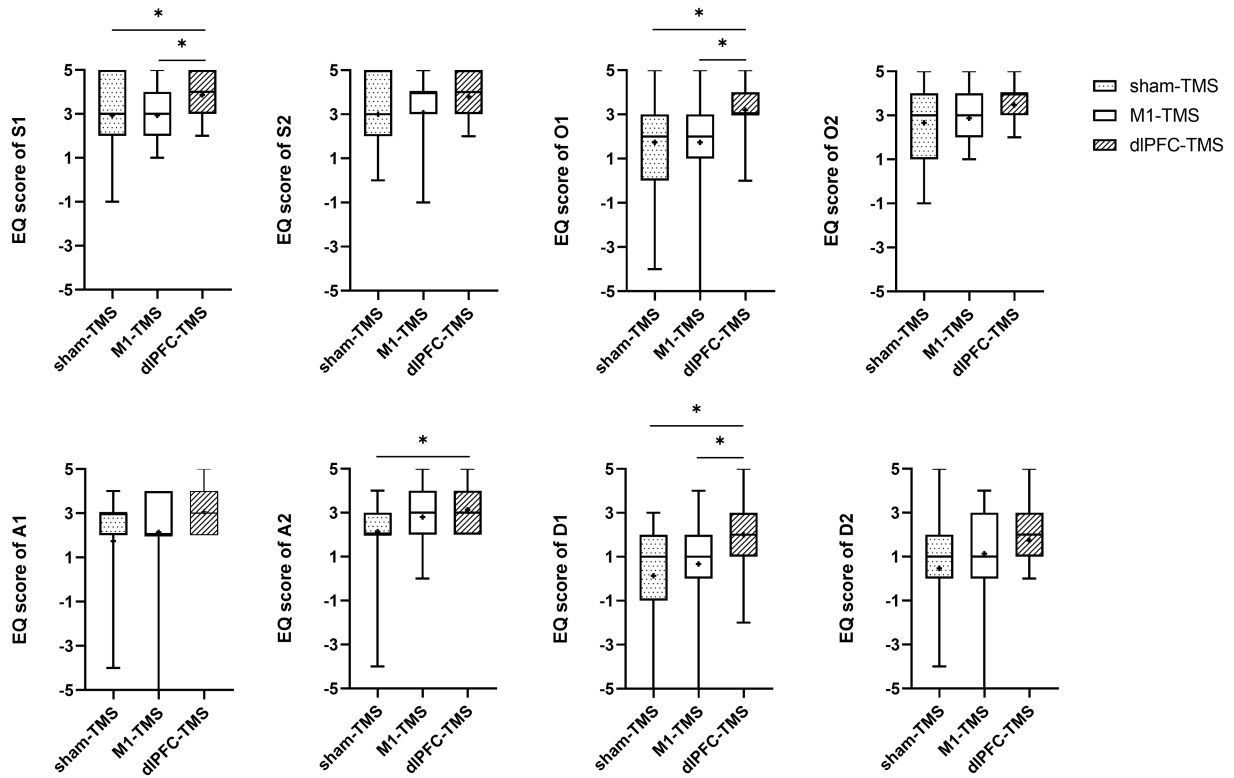 *
*
5
3
1
-1
-3
-5
EQ score of S1
sham-TMS
M1-TMS
dlPFC-TMS
5
3
1
-1
-3
-5
EQ score of S2
sham-TMS
M1-TMS
dlPFC-TMS
*
*
5
3
1
-1
-3
-5
EQ score of O1
sham-TMS
M1-TMS
dlPFC-TMS
5
3
1
-1
-3
-5
EQ score of O2
sham-TMS
M1-TMS
dlPFC-TMS
sham-TMS
M1-TMS
dlPFC-TMS
5
3
1
-1
-3
-5
EQ score of A1
sham-TMS
M1-TMS
dlPFC-TMS
*
5
3
1
-1
-3
-5
EQ score of A2
sham-TMS
M1-TMS
dlPFC-TMS
*
*
5
3
1
-1
-3
-5
EQ score of D1
sham-TMS
M1-TMS
dlPFC-TMS
5
3
1
-1
-3
-5
EQ score of D2
sham-TMS
M1-TMS
dlPFC-TMS